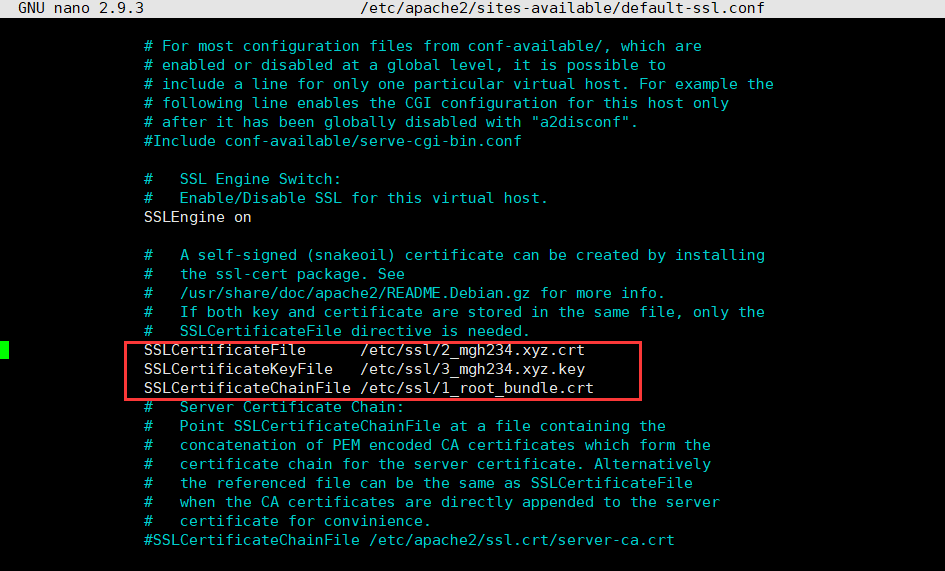 GNU nano 2.9.3 /etc/apache2/sites-available/default-ssl.conf
# For most configuration files from conf-available/, which are
# enabled or disabled at a global level, it is possible to
# include a line for only one particular virtual host. For example the
# following line enables the CGI configuration for this host only
# after it has been globally disabled with "a2disconf".
#Include conf-available/serve-cgi-bin.conf
#   SSL Engine Switch:
#   Enable/Disable SSL for this virtual host.
SSLEngine on
#   A self-signed (snakeoil) certificate can be created by installing
#   the ssl-cert package. See
#   /usr/share/doc/apache2/README.Debian.gz for more info.
#   If both key and certificate are stored in the same file, only the
#   SSLCertificateFile directive is needed.
SSLCertificateFile      /etc/ssl/2_mgh234.xyz.crt
SSLCertificateKeyFile   /etc/ssl/3_mgh234.xyz.key
SSLCertificateChainFile /etc/ssl/1_root_bundle.crt
#   Server Certificate Chain:
#   Point SSLCertificateChainFile at a file containing the
#   concatenation of PEM encoded CA certificates which form the
#   certificate chain for the server certificate. Alternatively
#   the referenced file can be the same as SSLCertificateFile
#   when the CA certificates are directly appended to the server
#   certificate for convinience.
#SSLCertificateChainFile /etc/apache2/ssl.crt/server-ca.crt